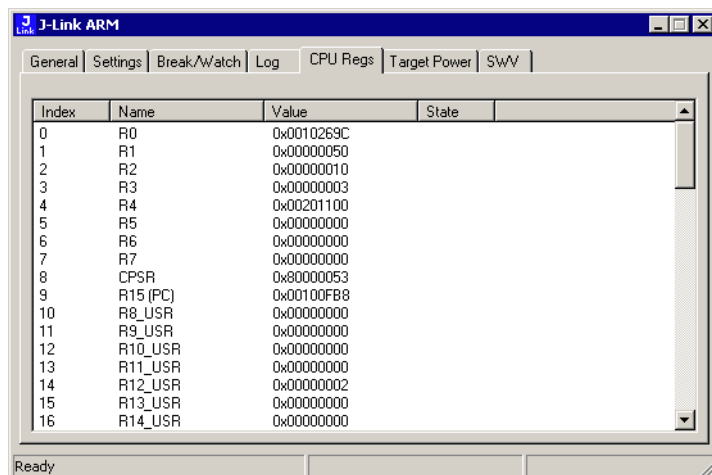 J-Link ARM
General Settings Break/Watch Log CPU Regs Target Power SWV
Index Name Value State
0 R0 0x0010269C
1 R1 0x00000050
2 R2 0x00000010
3 R3 0x00000003
4 R4 0x00201100
5 R5 0x00000000
6 R6 0x00000000
7 R7 0x00000000
8 CPSR 0x80000053
9 R15 (PC) 0x00100FB8
10 R8_USR 0x00000000
11 R9_USR 0x00000000
12 R10_USR 0x00000000
13 R11_USR 0x00000000
14 R12_USR 0x00000002
15 R13_USR 0x00000000
16 R14_USR 0x00000000
Ready